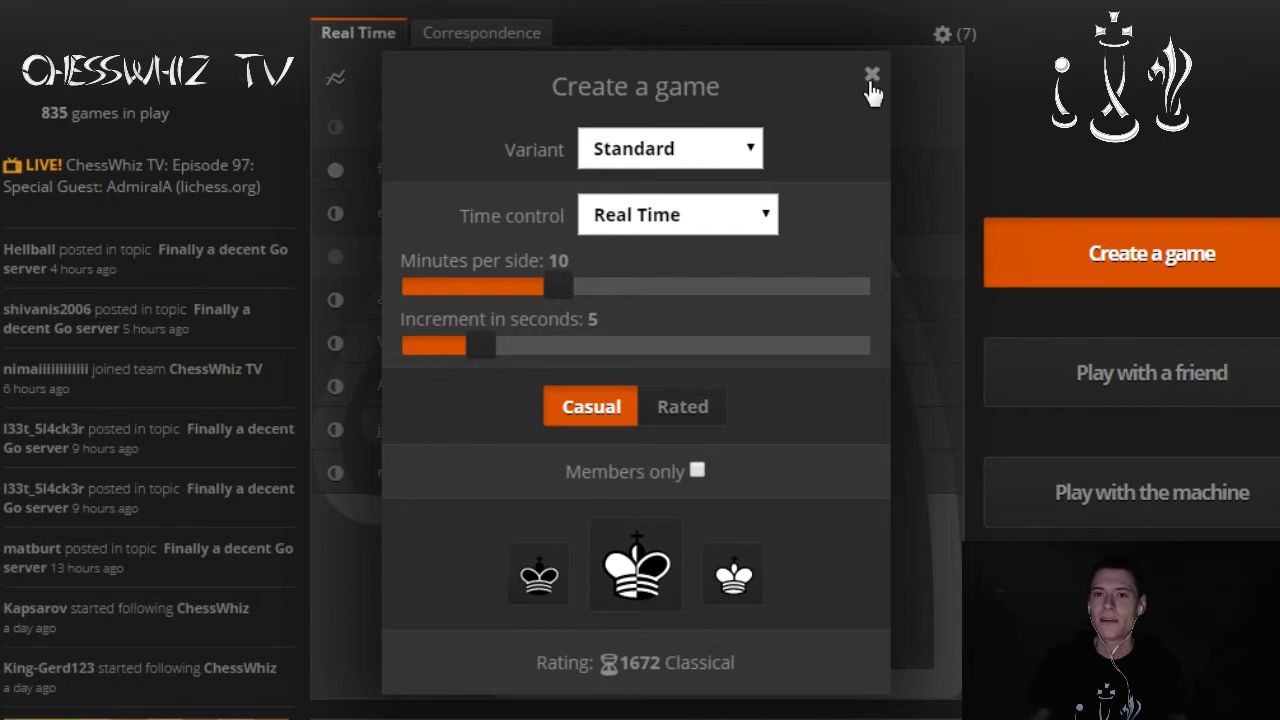 Real Time
Correspondence
(7)
CHESSWHIZ TV
835 games in play
LIVE! ChessWhiz TV: Episode 97:
Special Guest: AdmiralA (lichess.org)
Hellball posted in topic Finally a decent Go
server 4 hours ago
shivanis2006 posted in topic Finally a
decent Go server 5 hours ago
nimaiiiiiiiiiiii joined team ChessWhiz TV
6 hours ago
l33t_5l4ck3r posted in topic Finally a decent
Go server 9 hours ago
l33t_5l4ck3r posted in topic Finally a decent
Go server 9 hours ago
matburt posted in topic Finally a decent Go
server 13 hours ago
Kapsarov started following ChessWhiz
a day ago
King-Gerd123 started following ChessWhiz
a day ago
Create a game
Variant Standard
Time control Real Time
Minutes per side: 10
Increment in seconds: 5
Casual Rated
Members only
Rating: 1672 Classical
Create a game
Play with a friend
Play with the machine